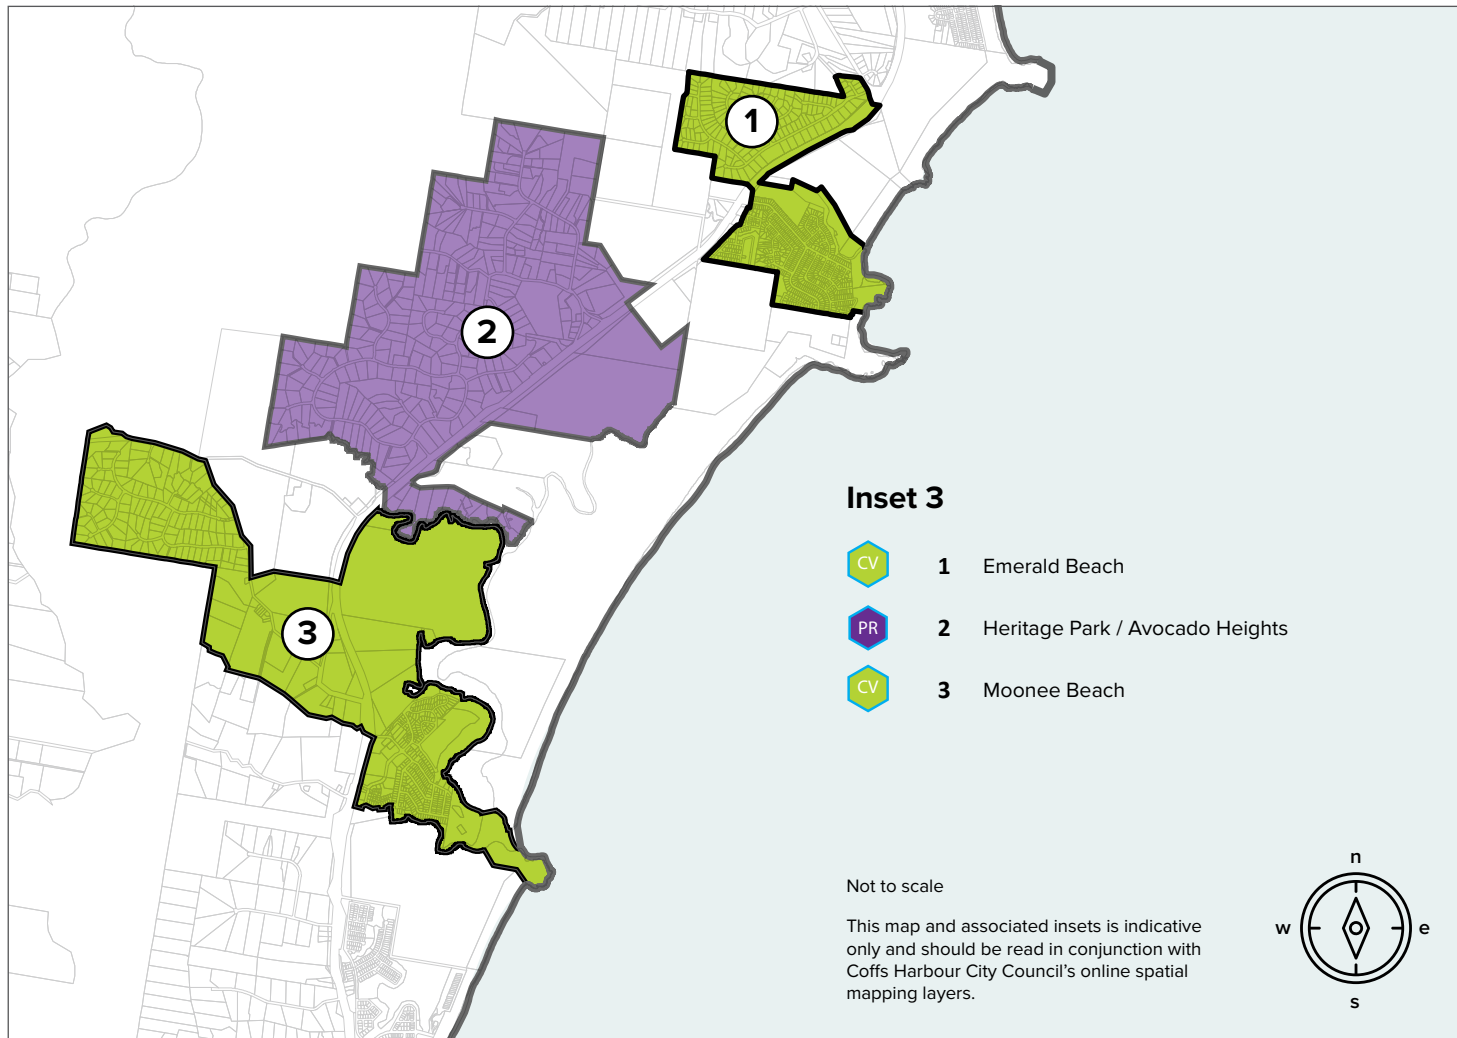 1
2
3
Inset 3
CV 1 Emerald Beach
PR 2 Heritage Park / Avocado Heights
CV 3 Moonee Beach
Not to scale
This map and associated insets is indicative
only and should be read in conjunction with
Coffs Harbour City Council’s online spatial
mapping layers.
n
w e
s